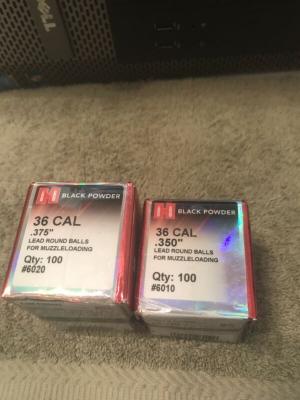 DELL
H BLACK POWDER
36 CAL
.375"
LEAD ROUND BALLS
FOR MUZZLELOADING
Qty: 100
#6020
H BLACK POWDER
36 CAL
.350"
LEAD ROUND BALLS
FOR MUZZLELOADING
Qty: 100
#6010